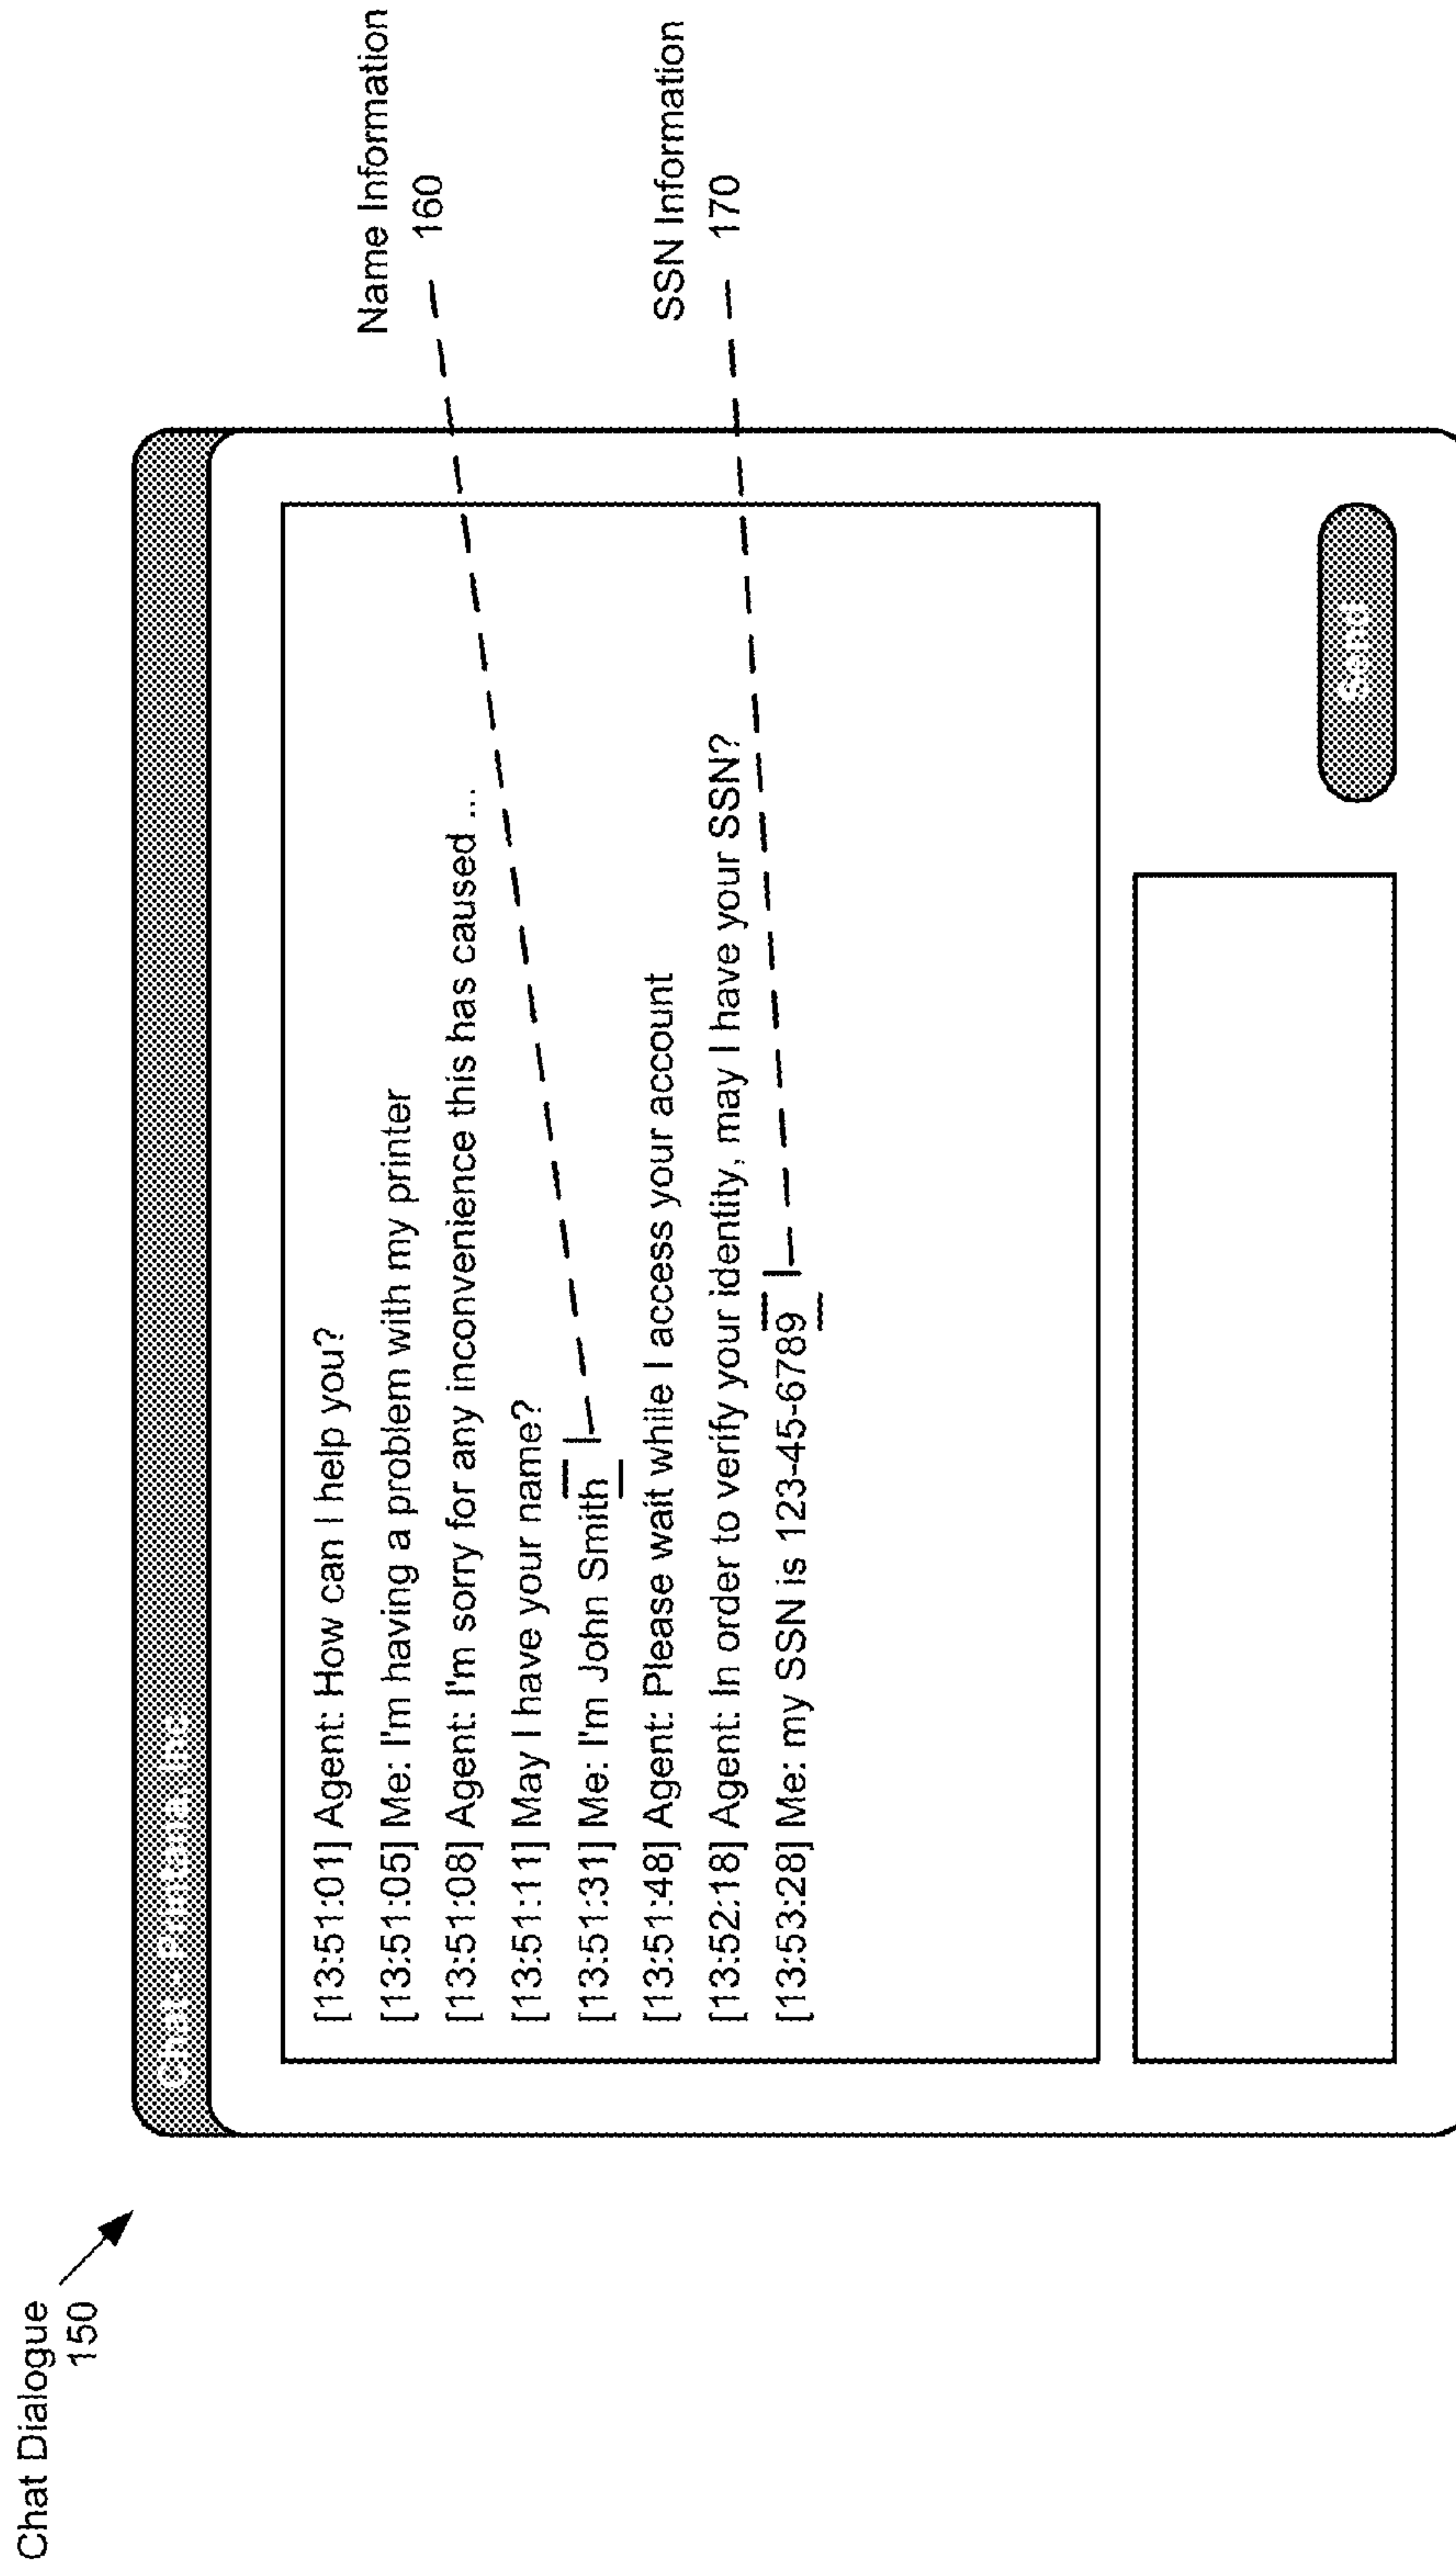 Chat Dialogue
150
Chat - Printana Inc
[13:51:01] Agent: How can I help you?
[13:51:05] Me: I'm having a problem with my printer
[13:51:08] Agent: I'm sorry for any inconvenience this has caused ...
[13:51:11] May I have your name?
[13:51:31] Me: I'm John Smith
[13:51:48] Agent: Please wait while I access your account
[13:52:18] Agent: In order to verify your identity, may I have your SSN?
[13:53:28] Me: my SSN is 123-45-6789
Name Information
160
SSN Information
170
Send